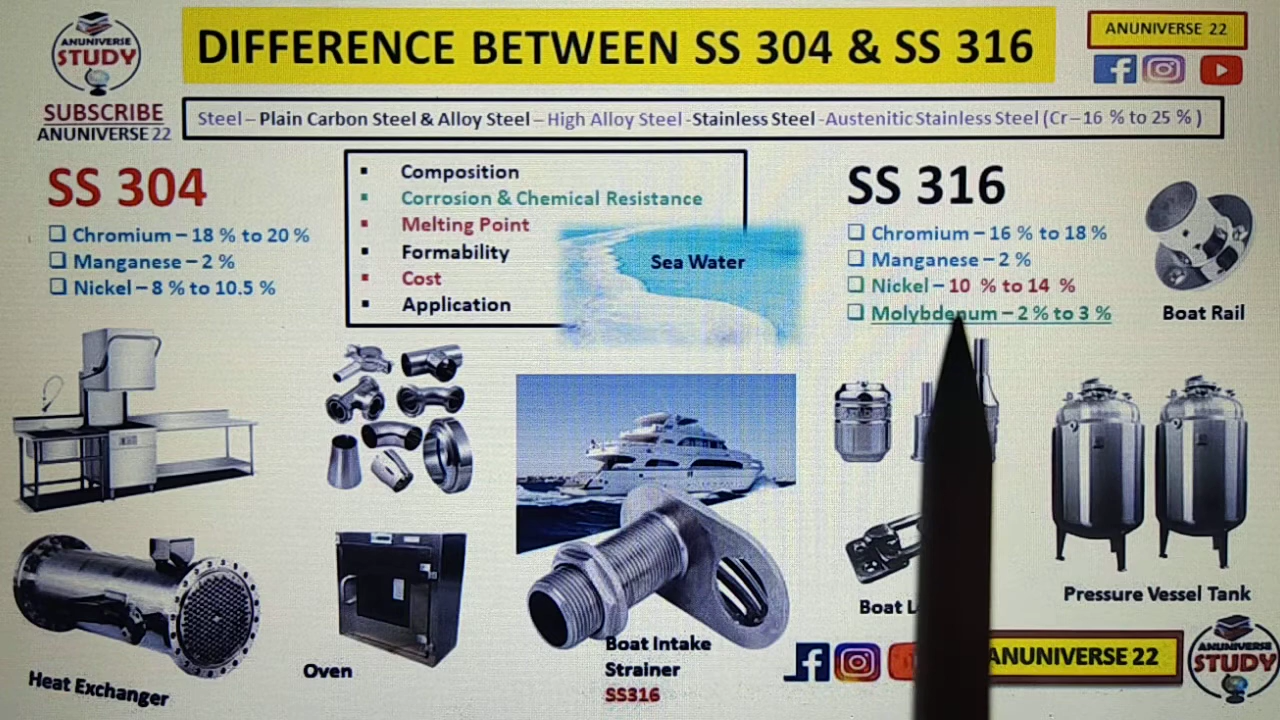 ANUNIVERSE
STUDY
SUBSCRIBE
ANUNIVERSE 22
DIFFERENCE BETWEEN SS 304 & SS 316
ANUNIVERSE 22
Steel – Plain Carbon Steel & Alloy Steel – High Alloy Steel -Stainless Steel -Austenitic Stainless Steel (Cr – 16 % to 25 % )
SS 304
Chromium – 18 % to 20 %
Manganese – 2 %
Nickel – 8 % to 10.5 %
Composition
Corrosion & Chemical Resistance
Melting Point
Formability
Cost
Application
Sea Water
SS 316
Chromium – 16 % to 18 %
Manganese – 2 %
Nickel – 10 % to 14 %
Molybdenum – 2 % to 3 %
Boat Rail
Heat Exchanger
Oven
Boat Intake
Strainer
SS316
Boat
Pressure Vessel Tank
ANUNIVERSE 22
ANUNIVERSE
STUDY